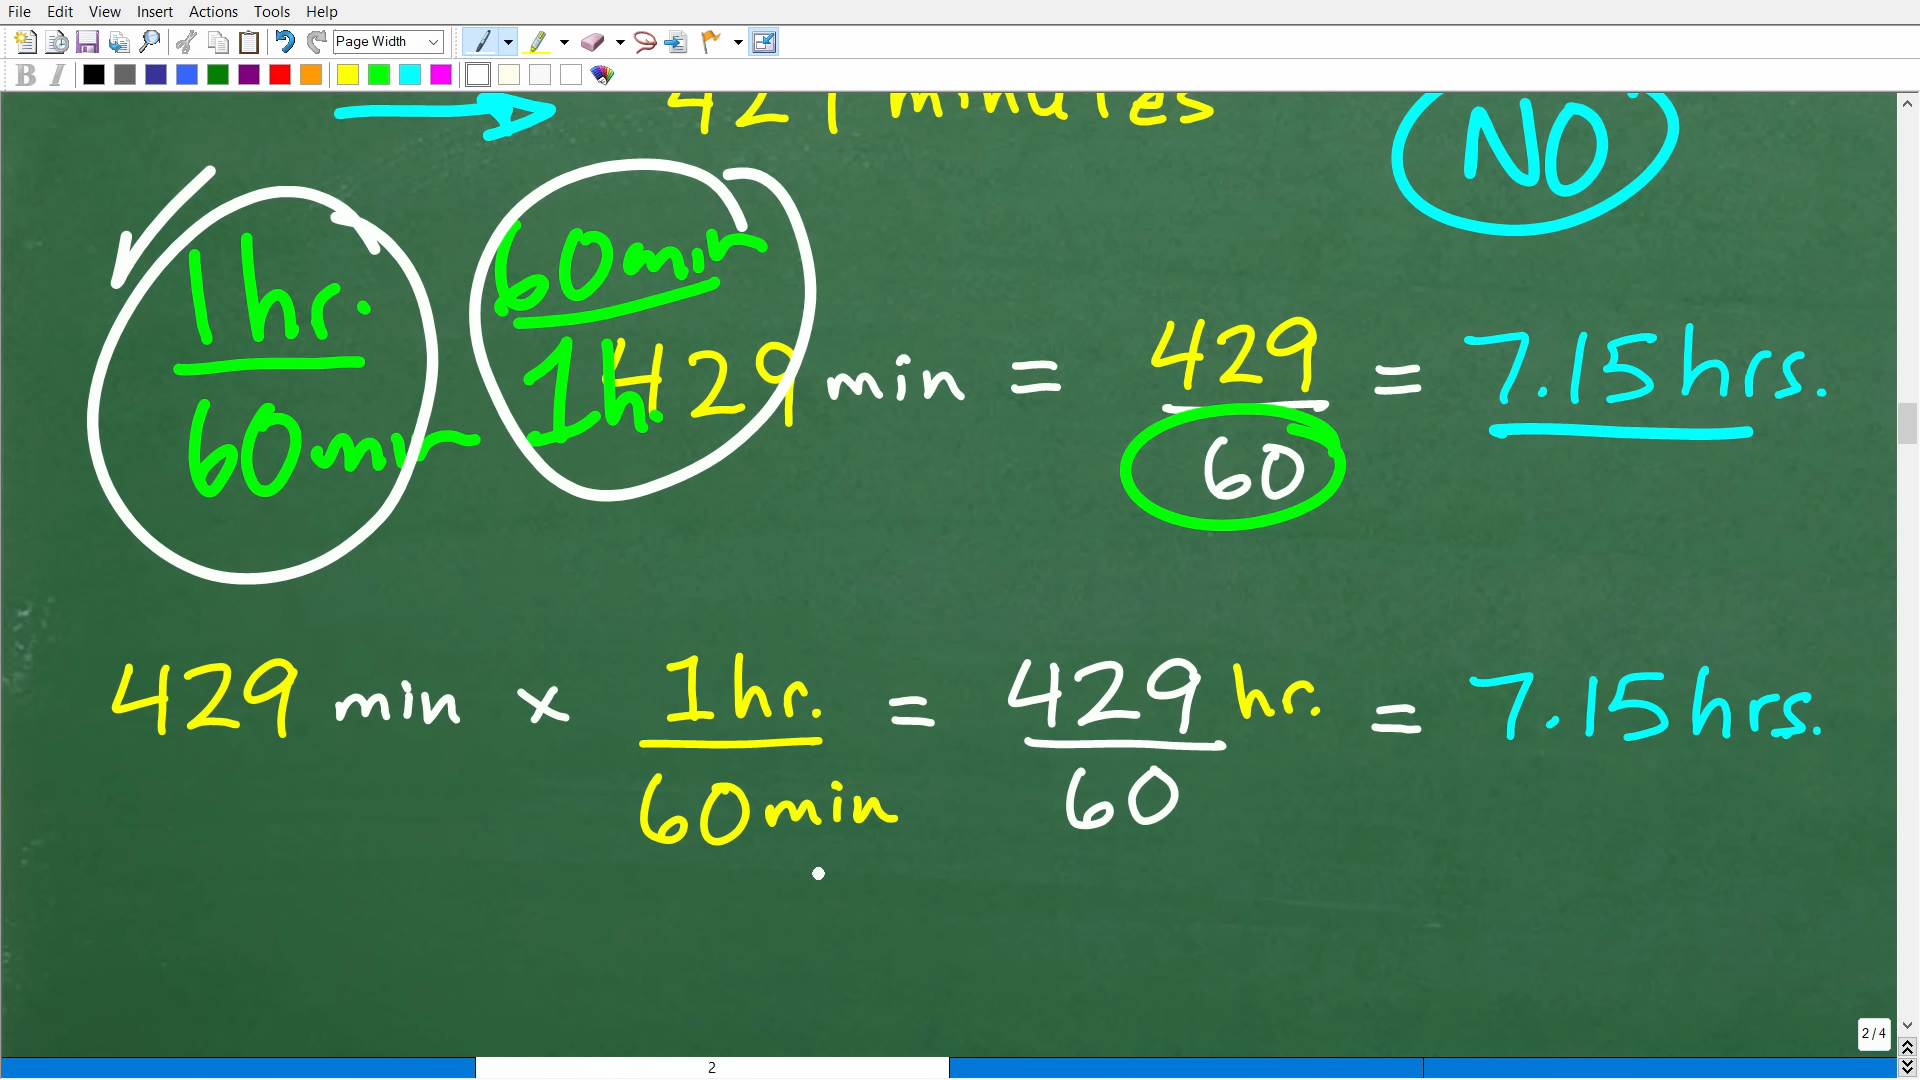 File Edit View Insert Actions Tools Help
Page Width
B I
minutes
NO
1 hr.
60 min
60 min
1 h.
429 min = 429 = 7.15 hrs.
60
429 min x 1 hr. = 429 hr. = 7.15 hrs.
60 min 60
2 / 4
2